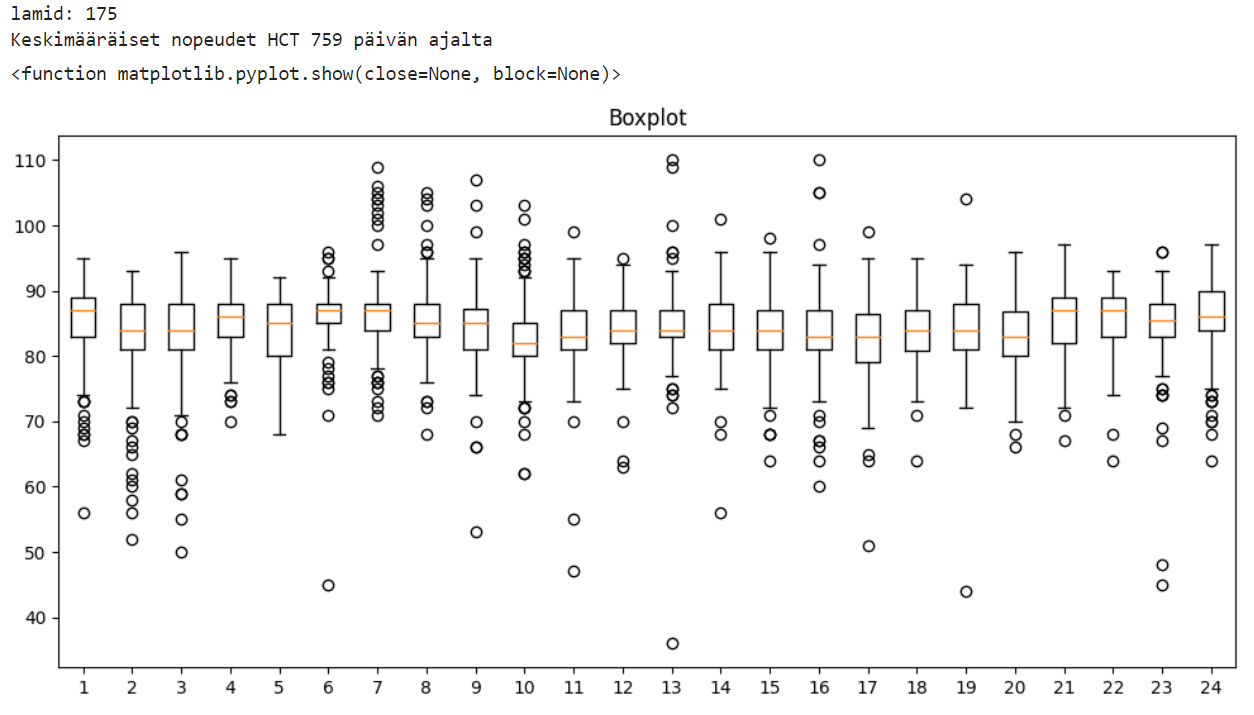 lamid: 175
Keskimääräiset nopeudet HCT 759 päivän ajalta
<function matplotlib.pyplot.show(close=None, block=None)>
Boxplot
110
100
90
80
70
60
50
40
1 2 3 4 5 6 7 8 9 10 11 12 13 14 15 16 17 18 19 20 21 22 23 24